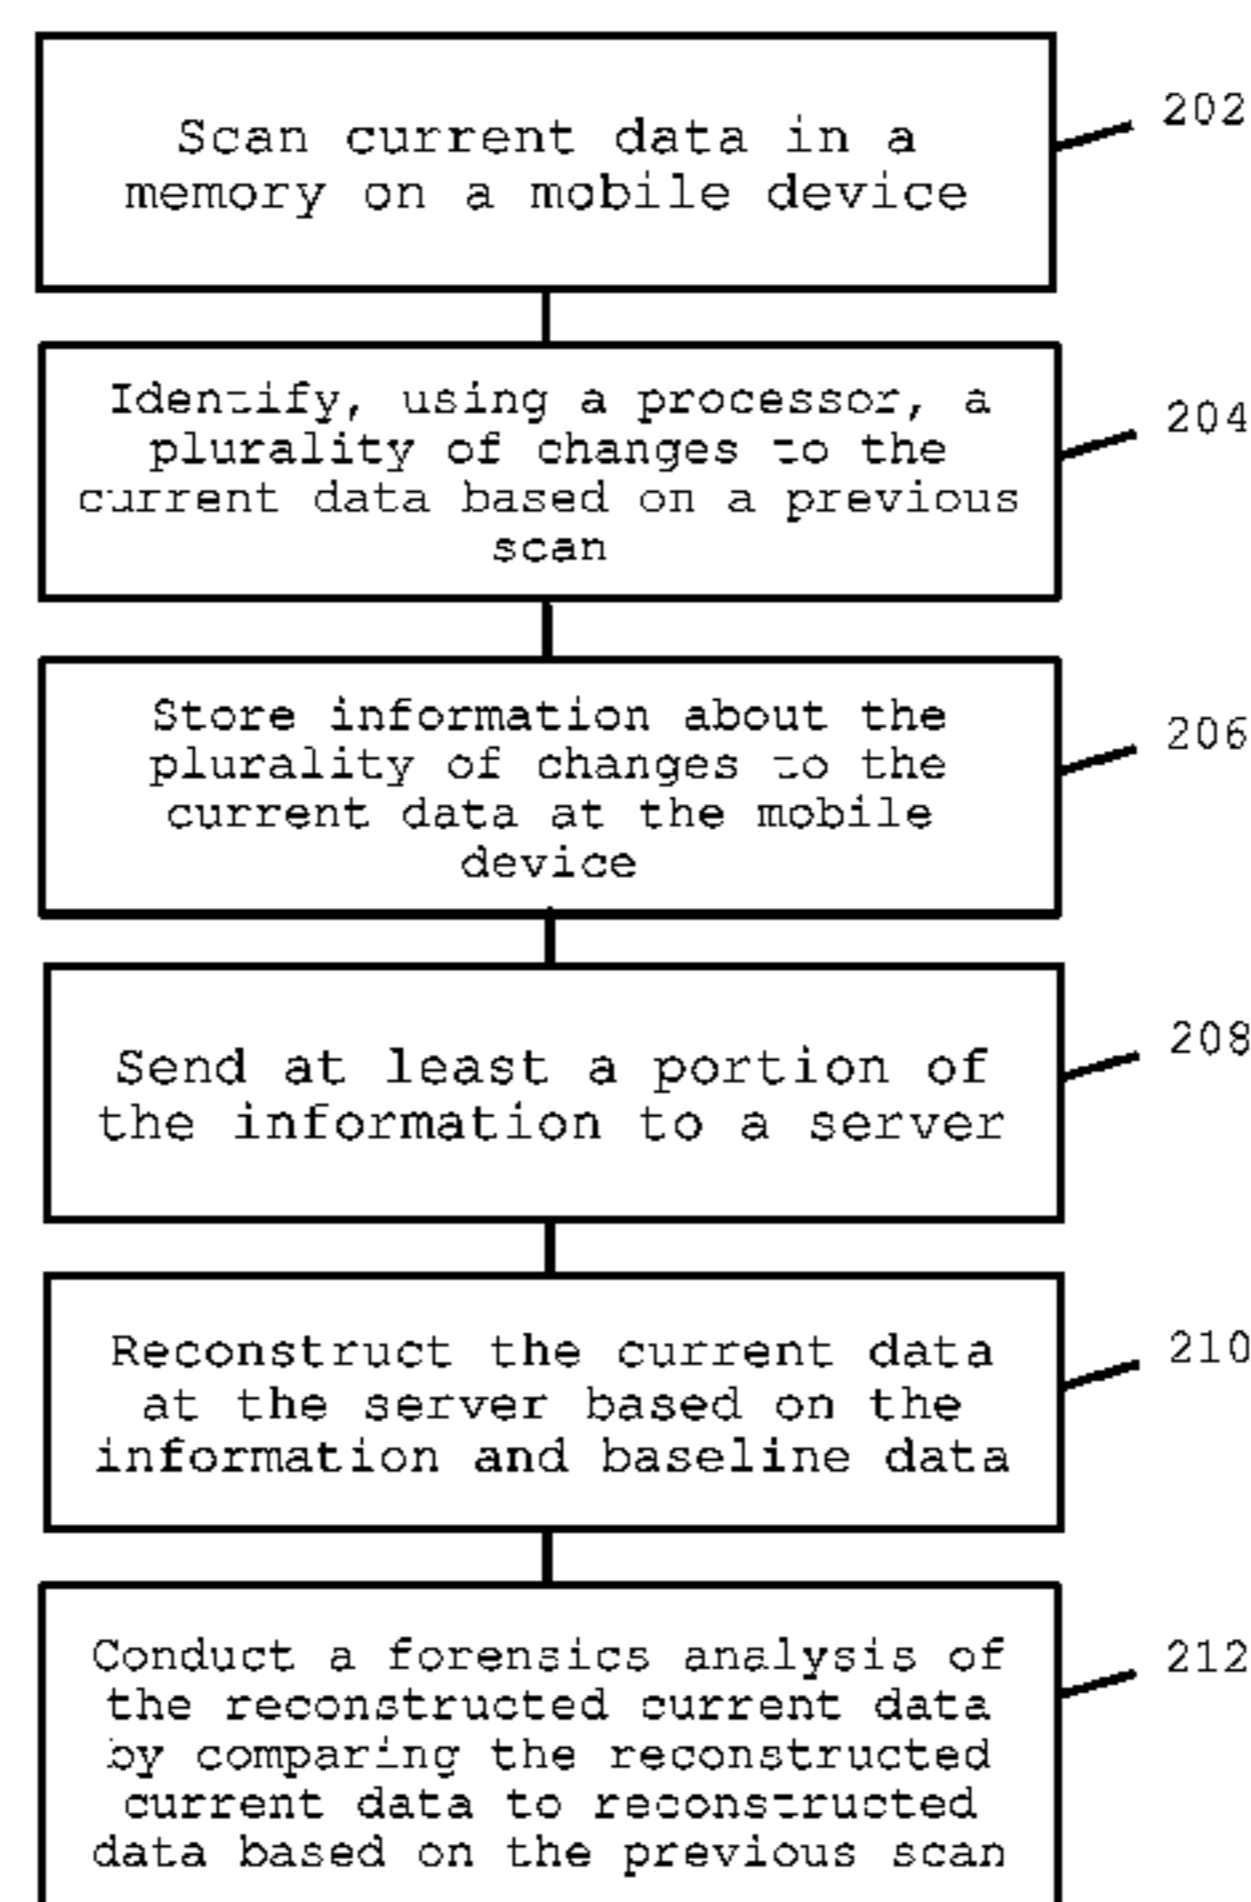 Scan current data in a
memory on a mobile device
202
Identify, using a processor, a
plurality of changes to the
current data based on a previous
scan
204
Store information about the
plurality of changes to the
current data at the mobile
device
206
Send at least a portion of
the information to a server
208
Reconstruct the current data
at the server based on the
information and baseline data
210
Conduct a forensics analysis of
the reconstructed current data
by comparing the reconstructed
current data to reconstructed
data based on the previous scan
212